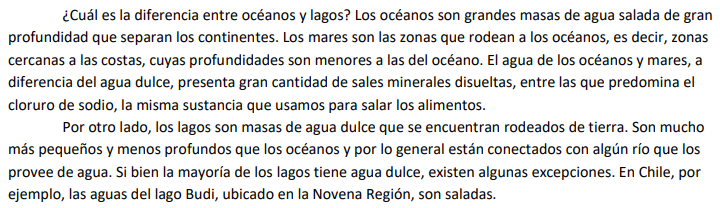 ¿Cuál es la diferencia entre océanos y lagos? Los océanos son grandes masas de agua salada de gran
profundidad que separan los continentes. Los mares son las zonas que rodean a los océanos, es decir, zonas
cercanas a las costas, cuyas profundidades son menores a las del océano. El agua de los océanos y mares, a
diferencia del agua dulce, presenta gran cantidad de sales minerales disueltas, entre las que predomina el
cloruro de sodio, la misma sustancia que usamos para salar los alimentos.
Por otro lado, los lagos son masas de agua dulce que se encuentran rodeados de tierra. Son mucho
más pequeños y menos profundos que los océanos y por lo general están conectados con algún río que los
provee de agua. Si bien la mayoría de los lagos tiene agua dulce, existen algunas excepciones. En Chile, por
ejemplo, las aguas del lago Budi, ubicado en la Novena Región, son saladas.